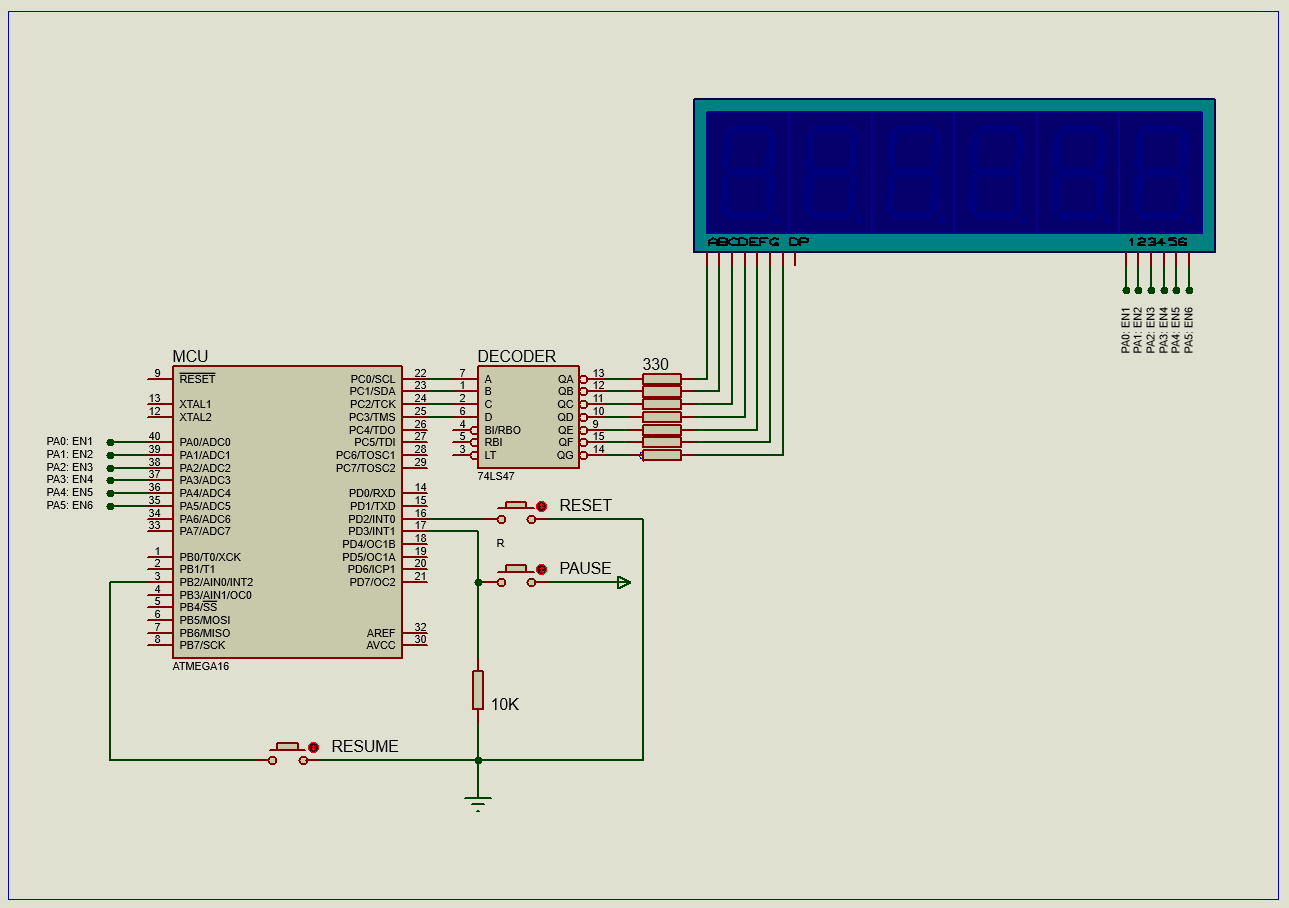 ABCDEFG DP
123456
PA0: EN1
PA1: EN2
PA2: EN3
PA3: EN4
PA4: EN5
PA5: EN6
MCU
9 RESET
13 XTAL1
12 XTAL2
PA0: EN1 40 PA0/ADC0
PA1: EN2 39 PA1/ADC1
PA2: EN3 38 PA2/ADC2
PA3: EN4 37 PA3/ADC3
PA4: EN5 36 PA4/ADC4
PA5: EN6 35 PA5/ADC5
34 PA6/ADC6
33 PA7/ADC7
1 PB0/T0/XCK
2 PB1/T1
3 PB2/AIN0/INT2
4 PB3/AIN1/OC0
5 PB4/SS
6 PB5/MOSI
7 PB6/MISO
8 PB7/SCK
PC0/SCL 22
PC1/SDA 23
PC2/TCK 24
PC3/TMS 25
PC4/TDO 26
PC5/TDI 27
PC6/TOSC1 28
PC7/TOSC2 29
PD0/RXD 14
PD1/TXD 15
PD2/INT0 16
PD3/INT1 17
PD4/OC1B 18
PD5/OC1A 19
PD6/ICP1 20
PD7/OC2 21
AREF 32
AVCC 30
ATMEGA16
DECODER
7 A QA 13
1 B QB 12
2 C QC 11
6 D QD 10
4 BI/RBO QE 9
5 RBI QF 15
3 LT QG 14
74LS47
330
RESET
R
PAUSE
10K
RESUME